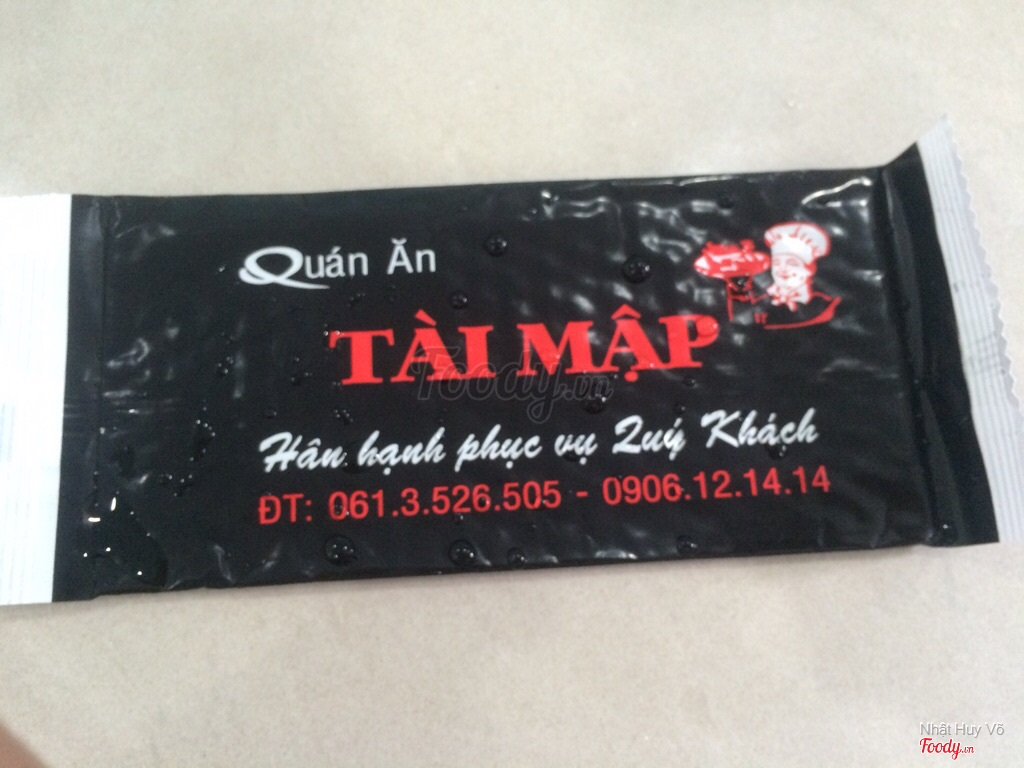 Quán Ăn
TÀI MẬP
Foody.vn
Hân hạnh phục vụ Quý Khách
ĐT: 061.3.526.505 - 0906.12.14.14
Nhật Huy Võ
Foody.vn